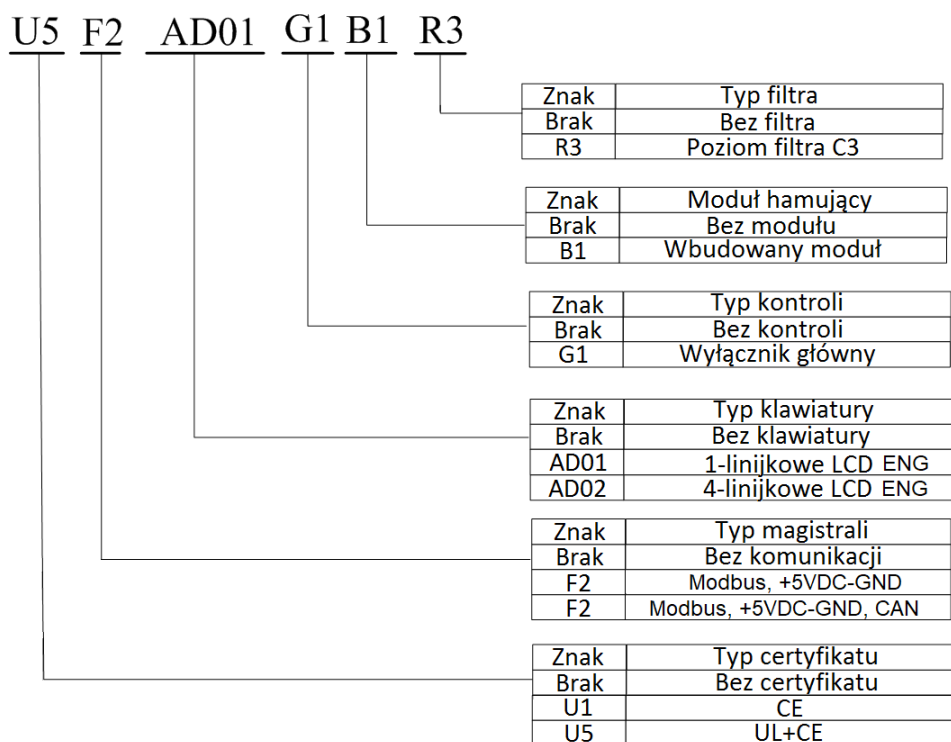 U5 F2 AD01 G1 B1 R3
Znak Typ filtra
Brak Bez filtra
R3 Poziom filtra C3
Znak Moduł hamujący
Brak Bez modułu
B1 Wbudowany moduł
Znak Typ kontroli
Brak Bez kontroli
G1 Wyłącznik główny
Znak Typ klawiatury
Brak Bez klawiatury
AD01 1-linijkowe LCD ENG
AD02 4-linijkowe LCD ENG
Znak Typ magistrali
Brak Bez komunikacji
F2 Modbus, +5VDC-GND
F2 Modbus, +5VDC-GND, CAN
Znak Typ certyfikatu
Brak Bez certyfikatu
U1 CE
U5 UL+CE